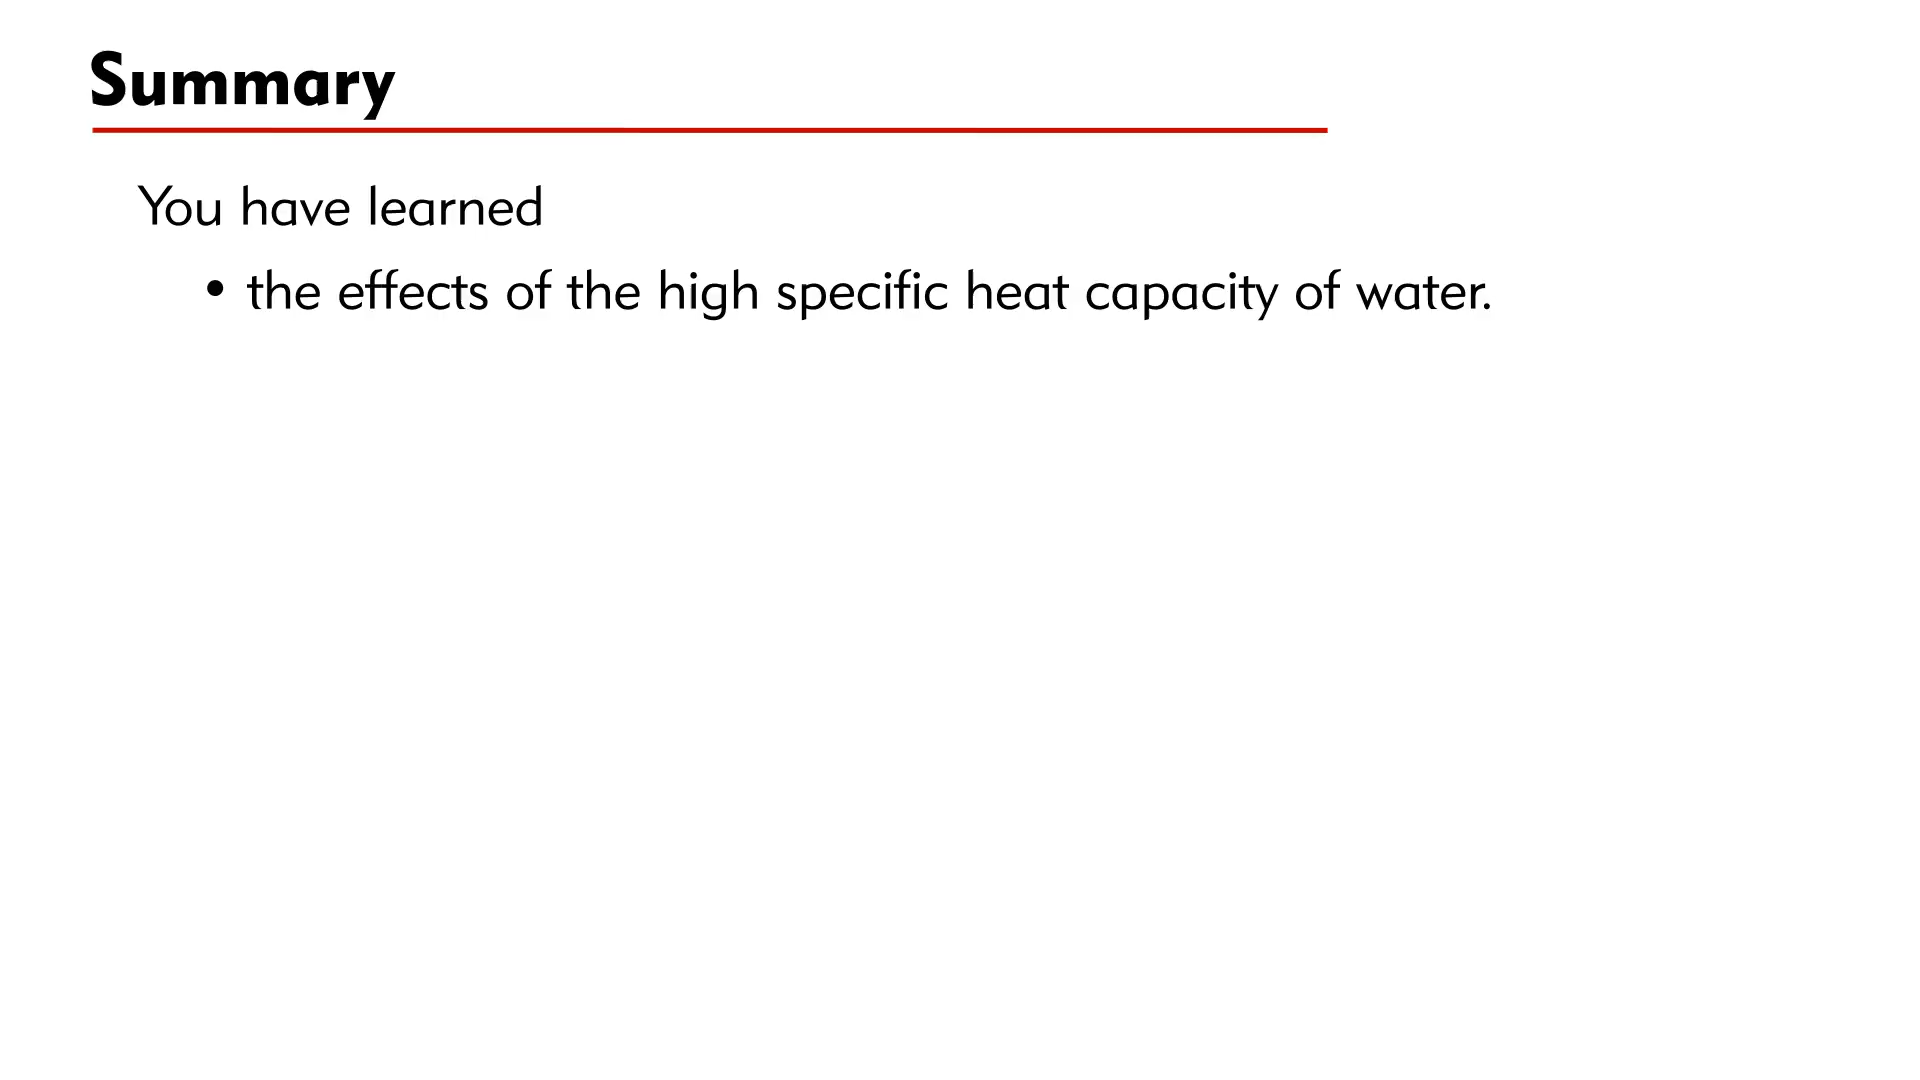 Summary
You have learned
• the effects of the high specific heat capacity of water.